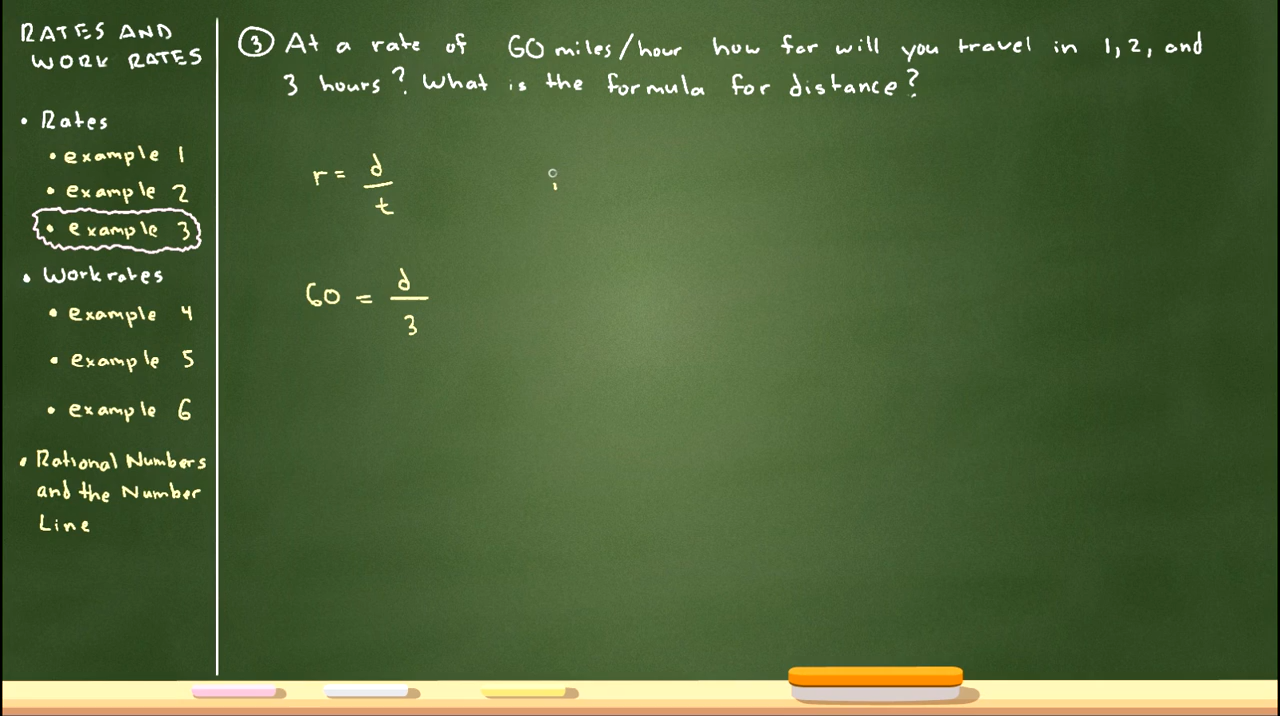 RATES AND
WORK RATES
• Rates
• example 1
• example 2
• example 3
• Work rates
• example 4
• example 5
• example 6
• Rational Numbers
and the Number
Line
③ At a rate of 60 miles/hour how far will you travel in 1, 2, and
3 hours? What is the formula for distance?
r = d
t
60 = d
3